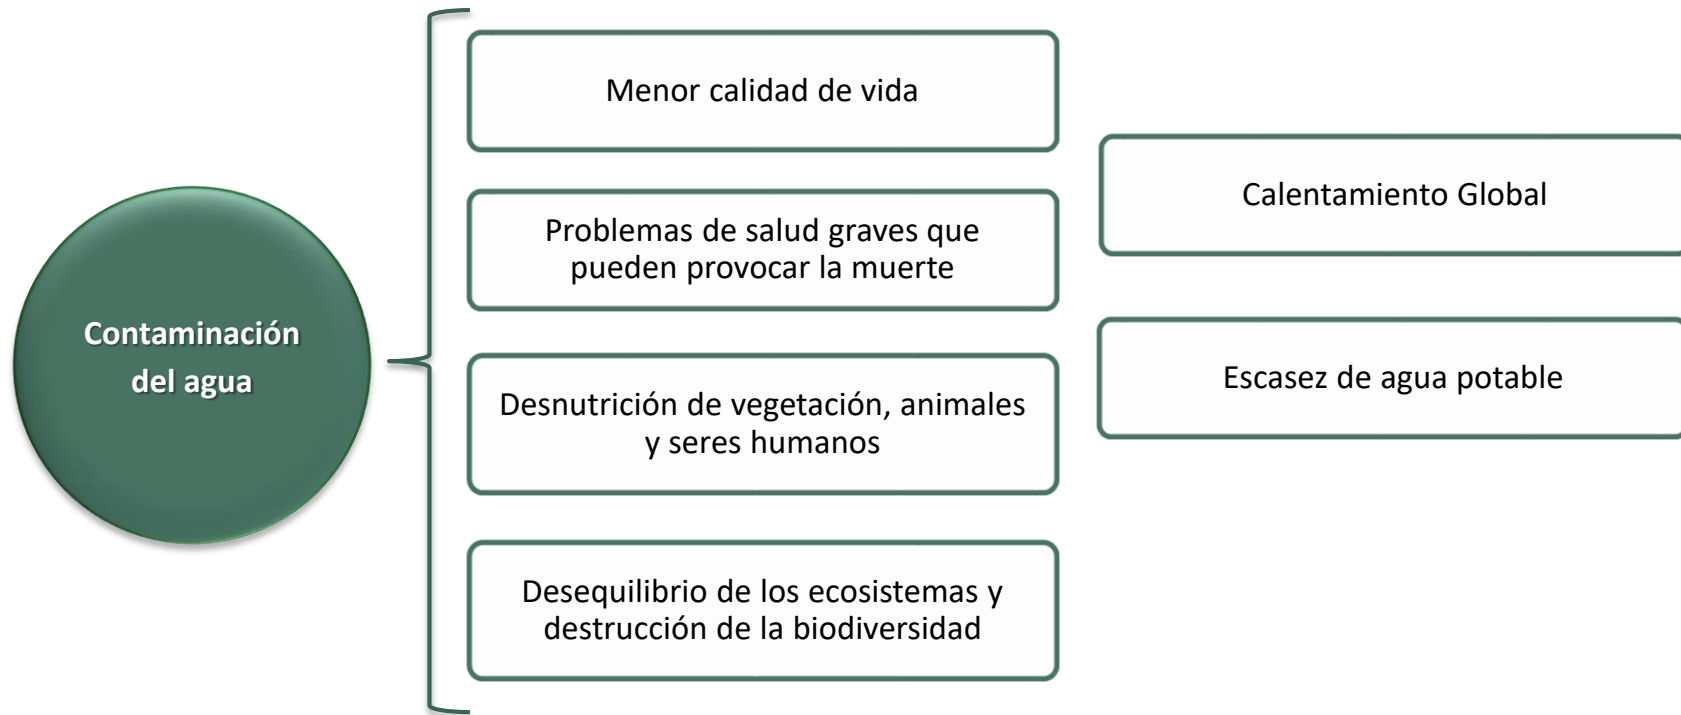 Contaminación
del agua
Menor calidad de vida
Problemas de salud graves que
pueden provocar la muerte
Desnutrición de vegetación, animales
y seres humanos
Desequilibrio de los ecosistemas y
destrucción de la biodiversidad
Calentamiento Global
Escasez de agua potable